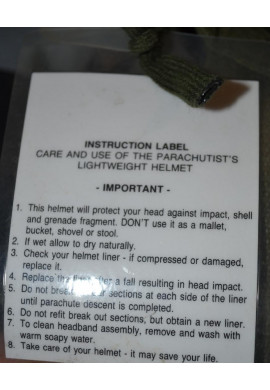 INSTRUCTION LABEL
CARE AND USE OF THE PARACHUTIST'S
LIGHTWEIGHT HELMET
- IMPORTANT -
1. This helmet will protect your head against impact, shell
and grenade fragment. DON'T use it as a mallet,
bucket, shovel or stool.
2. If wet allow to dry naturally.
3. Check your helmet liner - if compressed or damaged,
replace it.
4. Replace the liner after a fall resulting in head impact.
5. Do not break sections at each side of the liner
until parachute descent is completed.
6. Do not refit break out sections, but obtain a new liner.
7. To clean headband assembly, remove and wash with
warm soapy water.
8. Take care of your helmet - it may save your life.